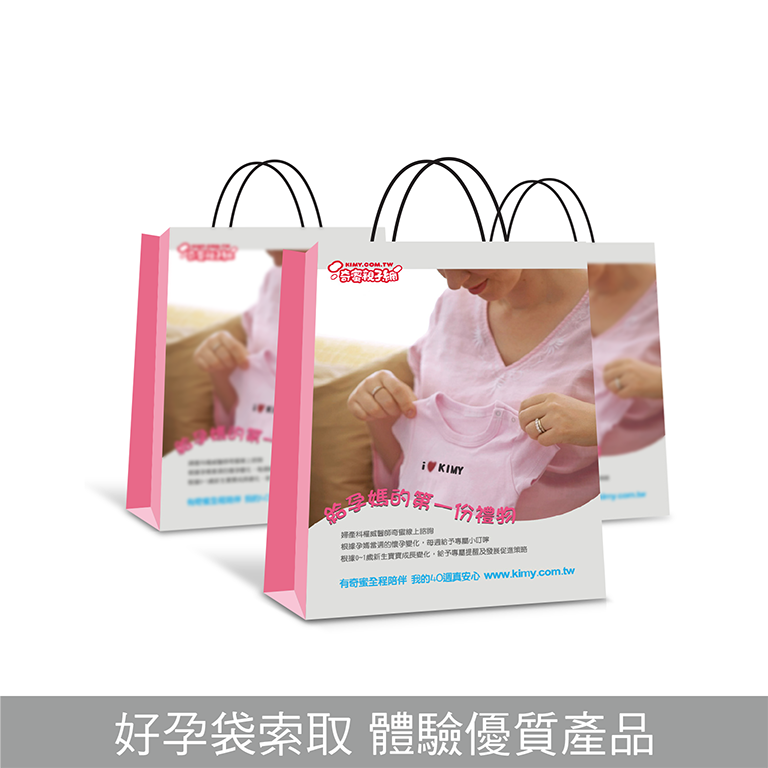 KIMY.COM.TW
奇蜜親子網
i♥KIMY
給孕媽的第一份禮物
婦產科權威醫師奇蜜線上諮詢
根據孕媽當週的懷孕變化,每週給予專屬小叮嚀
根據0~1歲新生寶寶成長變化,給予專屬提醒及發展促進策略
有奇蜜全程陪伴 我的40週真安心 www.kimy.com.tw
好孕袋索取 體驗優質產品